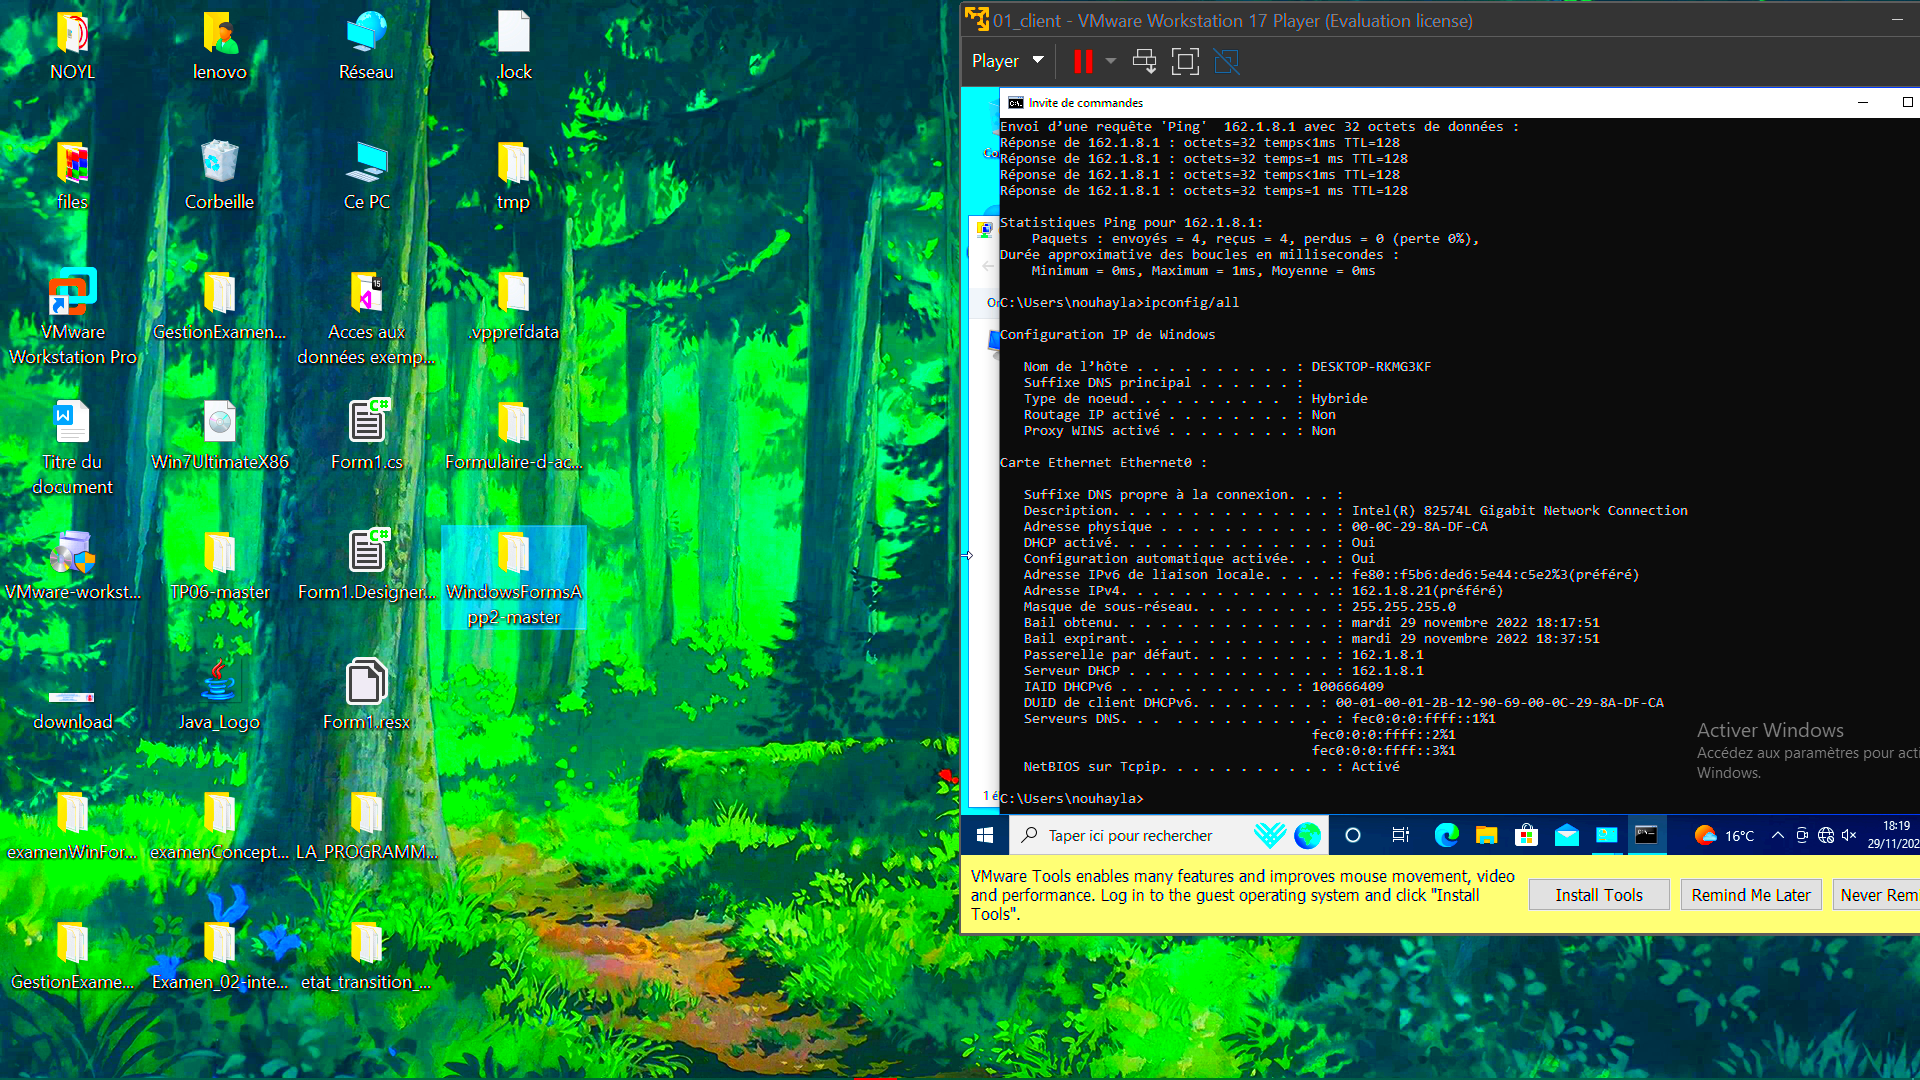 NOYL
lenovo
Réseau
.lock
files
Corbeille
Ce PC
tmp
VMware
Workstation Pro
GestionExamen...
Acces aux
données exemp...
.vpprefdata
Titre du
document
Win7UltimateX86
Form1.cs
Formulaire-d-ac...
VMware-workst...
TP06-master
Form1.Designer...
WindowsFormsA
pp2-master
download
Java_Logo
Form1.resx
examenWinFor...
examenConcept...
LA_PROGRAMM...
GestionExame...
Examen_02-inte...
etat_transition_...
01_client - VMware Workstation 17 Player (Evaluation license)
Player
Invite de commandes
Envoi d’une requête 'Ping'  162.1.8.1 avec 32 octets de données :
Réponse de 162.1.8.1 : octets=32 temps<1ms TTL=128
Réponse de 162.1.8.1 : octets=32 temps=1 ms TTL=128
Réponse de 162.1.8.1 : octets=32 temps<1ms TTL=128
Réponse de 162.1.8.1 : octets=32 temps=1 ms TTL=128
Statistiques Ping pour 162.1.8.1:
Paquets : envoyés = 4, reçus = 4, perdus = 0 (perte 0%),
Durée approximative des boucles en millisecondes :
Minimum = 0ms, Maximum = 1ms, Moyenne = 0ms
C:\Users\nouhayla>ipconfig/all
Configuration IP de Windows
Nom de l’hôte . . . . . . . . . . : DESKTOP-RKMG3KF
Suffixe DNS principal . . . . . . :
Type de noeud. . . . . . . . . .  : Hybride
Routage IP activé . . . . . . . . : Non
Proxy WINS activé . . . . . . . . : Non
Carte Ethernet Ethernet0 :
Suffixe DNS propre à la connexion. . . :
Description. . . . . . . . . . . . . . : Intel(R) 82574L Gigabit Network Connection
Adresse physique . . . . . . . . . . . : 00-0C-29-8A-DF-CA
DHCP activé. . . . . . . . . . . . . . : Oui
Configuration automatique activée. . . : Oui
Adresse IPv6 de liaison locale. . . . .: fe80::f5b6:ded6:5e44:c5e2%3(préféré)
Adresse IPv4. . . . . . . . . . . . . .: 162.1.8.21(préféré)
Masque de sous-réseau. . . . . . . . . : 255.255.255.0
Bail obtenu. . . . . . . . . . . . . . : mardi 29 novembre 2022 18:17:51
Bail expirant. . . . . . . . . . . . . : mardi 29 novembre 2022 18:37:51
Passerelle par défaut. . . . . . . . . : 162.1.8.1
Serveur DHCP . . . . . . . . . . . . . : 162.1.8.1
IAID DHCPv6 . . . . . . . . . . . : 100666409
DUID de client DHCPv6. . . . . . . . : 00-01-00-01-2B-12-90-69-00-0C-29-8A-DF-CA
Serveurs DNS. . . . . . . . . . . . . : fec0:0:0:ffff::1%1
fec0:0:0:ffff::2%1
fec0:0:0:ffff::3%1
NetBIOS sur Tcpip. . . . . . . . . . . : Activé
C:\Users\nouhayla>
Activer Windows
Accédez aux paramètres pour acti
Windows.
Taper ici pour rechercher
16°C
18:19
29/11/202
VMware Tools enables many features and improves mouse movement, video
and performance. Log in to the guest operating system and click "Install
Tools".
Install Tools
Remind Me Later
Never Rem